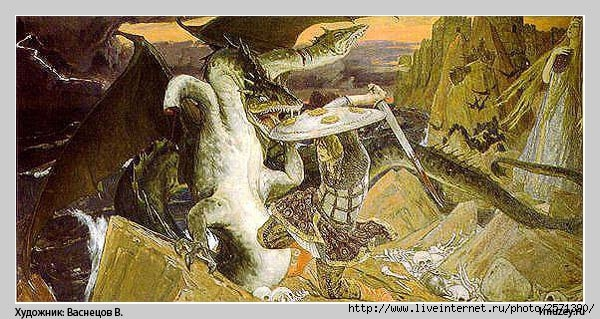 Художник: Васнецов В.
http://www.liveinternet.ru/photo/2571390/